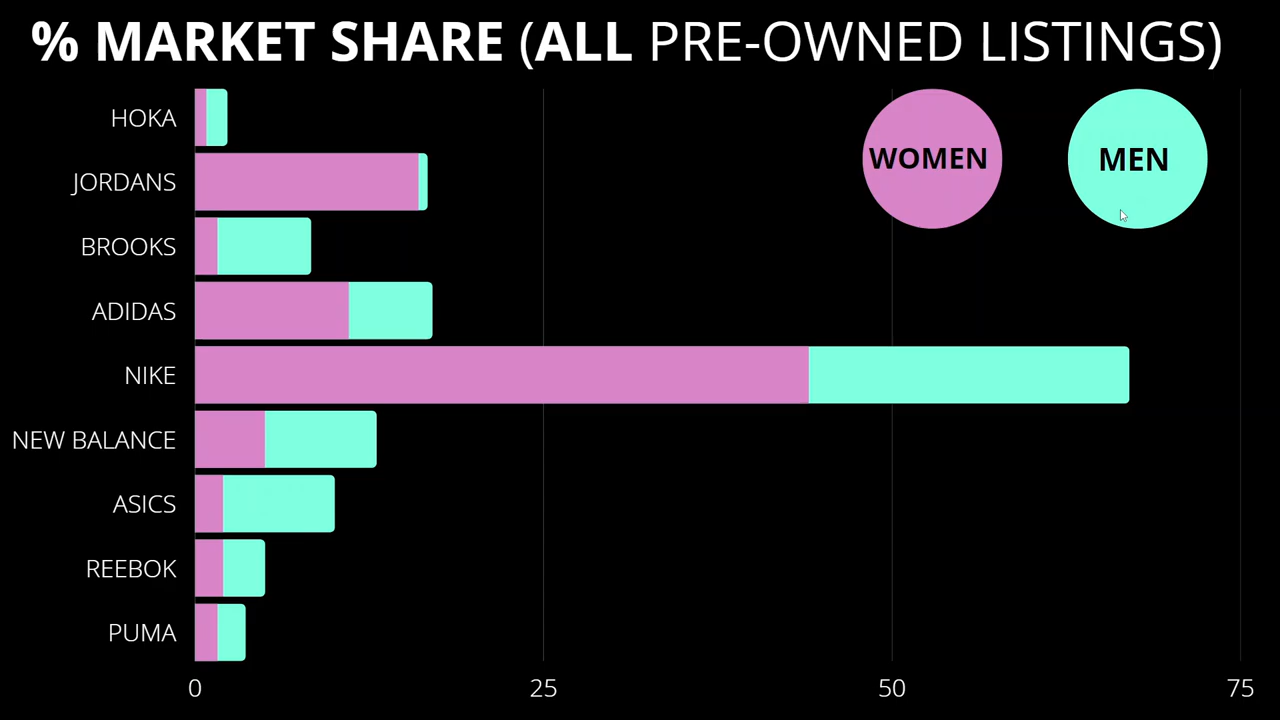 % MARKET SHARE (ALL PRE-OWNED LISTINGS)
WOMEN
MEN
HOKA
JORDANS
BROOKS
ADIDAS
NIKE
NEW BALANCE
ASICS
REEBOK
PUMA
0 25 50 75